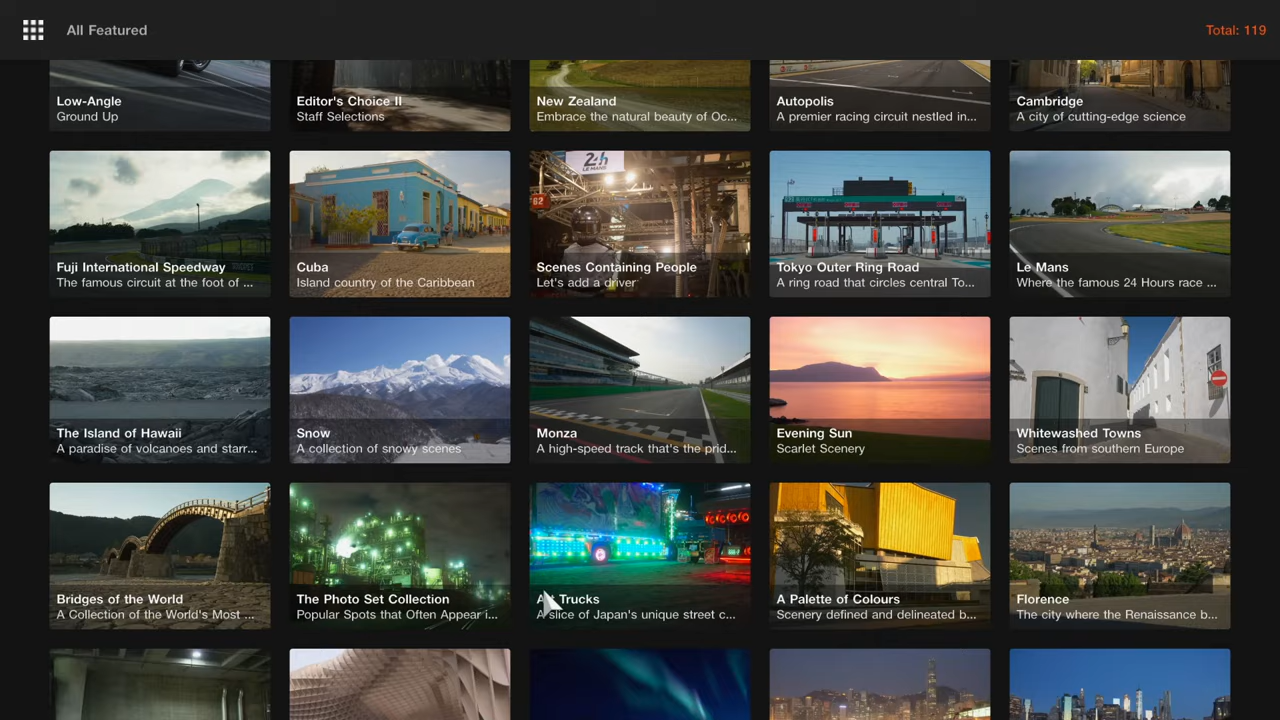 All Featured
Total: 119
Low-Angle
Ground Up
Editor's Choice II
Staff Selections
New Zealand
Embrace the natural beauty of Oc...
Autopolis
A premier racing circuit nestled in...
Cambridge
A city of cutting-edge science
24h
LE MANS
62
Fuji International Speedway
The famous circuit at the foot of ...
Cuba
Island country of the Caribbean
Scenes Containing People
Let's add a driver
Tokyo Outer Ring Road
A ring road that circles central To...
Le Mans
Where the famous 24 Hours race ...
The Island of Hawaii
A paradise of volcanoes and starr...
Snow
A collection of snowy scenes
Monza
A high-speed track that's the prid...
Evening Sun
Scarlet Scenery
Whitewashed Towns
Scenes from southern Europe
Bridges of the World
A Collection of the World's Most ...
The Photo Set Collection
Popular Spots that Often Appear i...
Trucks
A slice of Japan's unique street c...
A Palette of Colours
Scenery defined and delineated b...
Florence
The city where the Renaissance b...